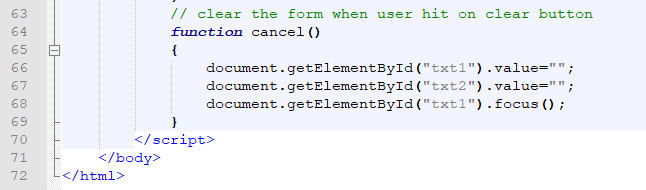 63 // clear the form when user hit on clear button
64 function cancel()
65 {
66 document.getElementById("txt1").value="";
67 document.getElementById("txt2").value="";
68 document.getElementById("txt1").focus();
69 }
70 </script>
71 </body>
72 </html>